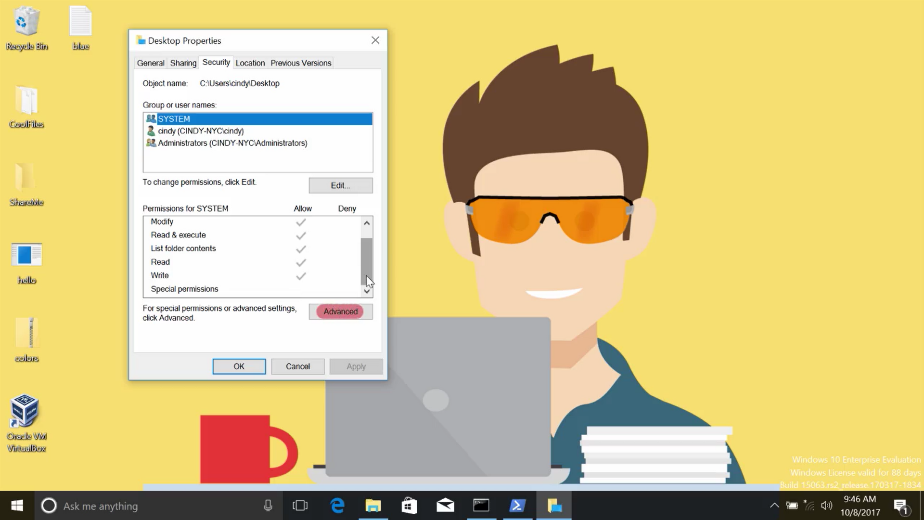 Recycle Bin
blue
CoolFiles
ShareMe
hello
colors
Oracle VM
VirtualBox
Desktop Properties
General Sharing Security Location Previous Versions
Object name: C:\Users\cindy\Desktop
Group or user names:
SYSTEM
cindy (CINDY-NYC\cindy)
Administrators (CINDY-NYC\Administrators)
To change permissions, click Edit.
Edit...
Permissions for SYSTEM Allow Deny
Modify
Read & execute
List folder contents
Read
Write
Special permissions
For special permissions or advanced settings,
click Advanced.
Advanced
OK Cancel Apply
Windows 10 Enterprise Evaluation
Windows License valid for 88 days
Build 15063.rs2_release.170317-1834
Ask me anything
9:46 AM
10/8/2017
1